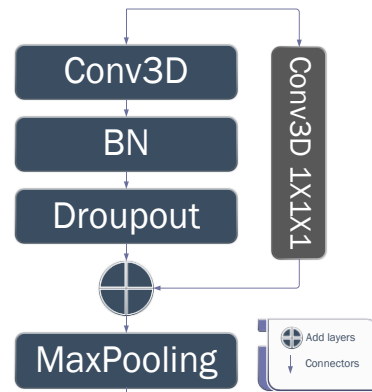 Conv3D
Conv3D 1X1X1
BN
Droupout
MaxPooling
Add layers
Connectors